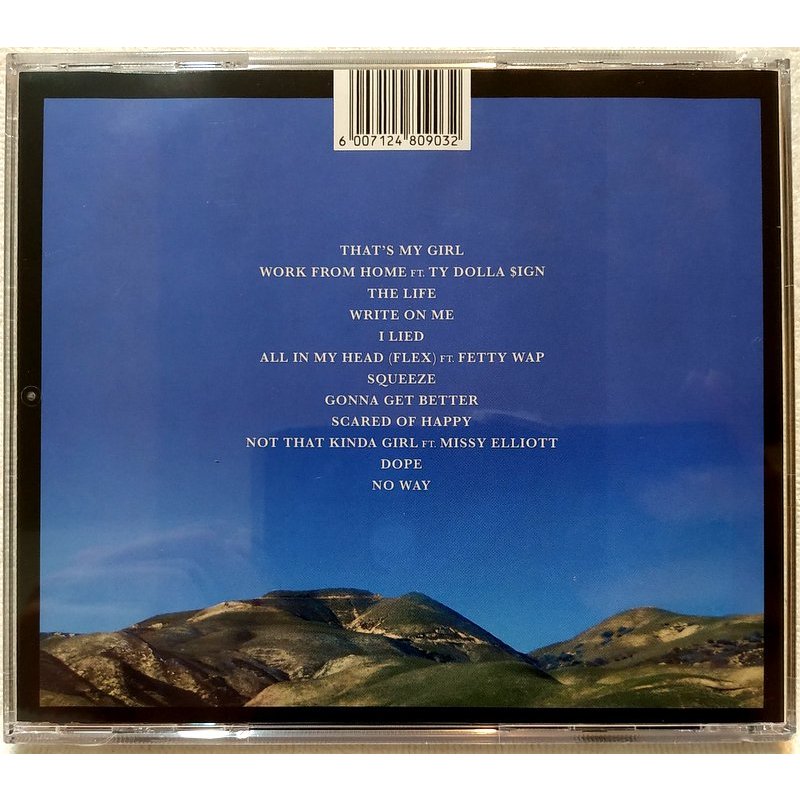 6 007124 809032
THAT'S MY GIRL
WORK FROM HOME FT. TY DOLLA $IGN
THE LIFE
WRITE ON ME
I LIED
ALL IN MY HEAD (FLEX) FT. FETTY WAP
SQUEEZE
GONNA GET BETTER
SCARED OF HAPPY
NOT THAT KINDA GIRL FT. MISSY ELLIOTT
DOPE
NO WAY